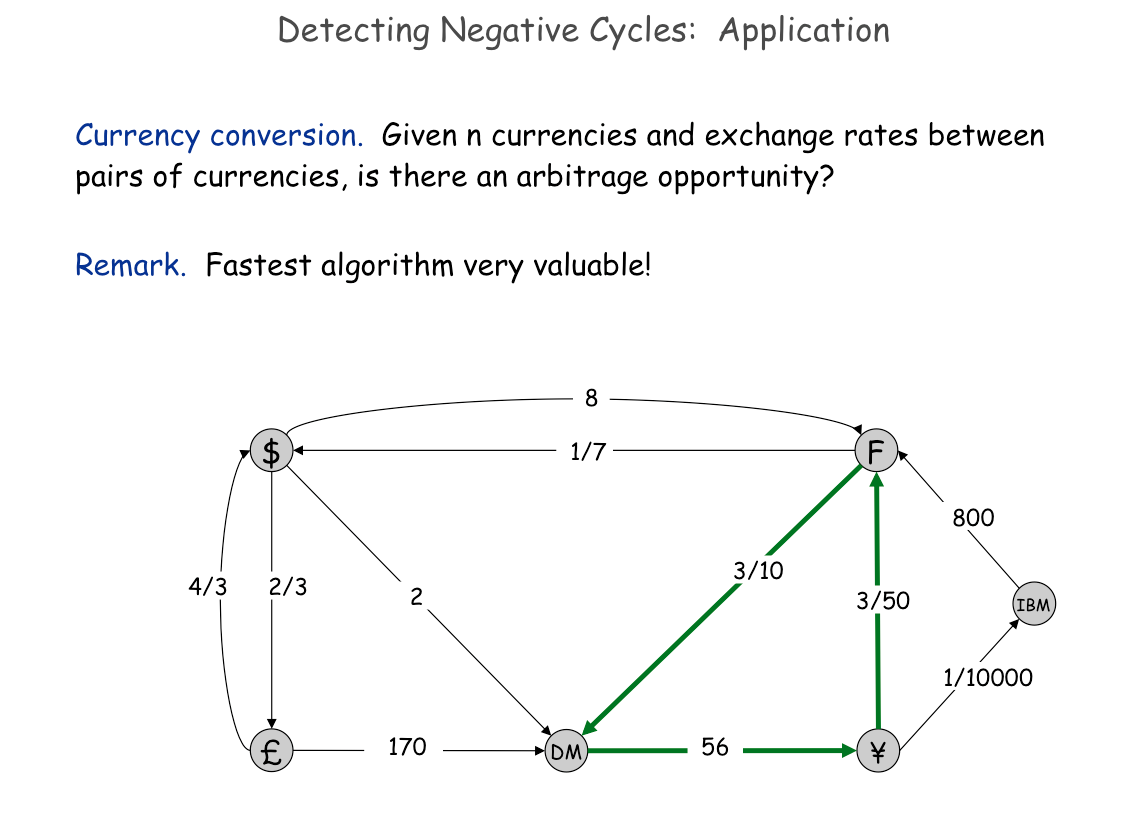 Detecting Negative Cycles: Application
Currency conversion. Given n currencies and exchange rates between
pairs of currencies, is there an arbitrage opportunity?
Remark. Fastest algorithm very valuable!
8
$
1/7
F
800
3/10
4/3
2/3
2
3/50
IBM
1/10000
£
170
DM
56
¥